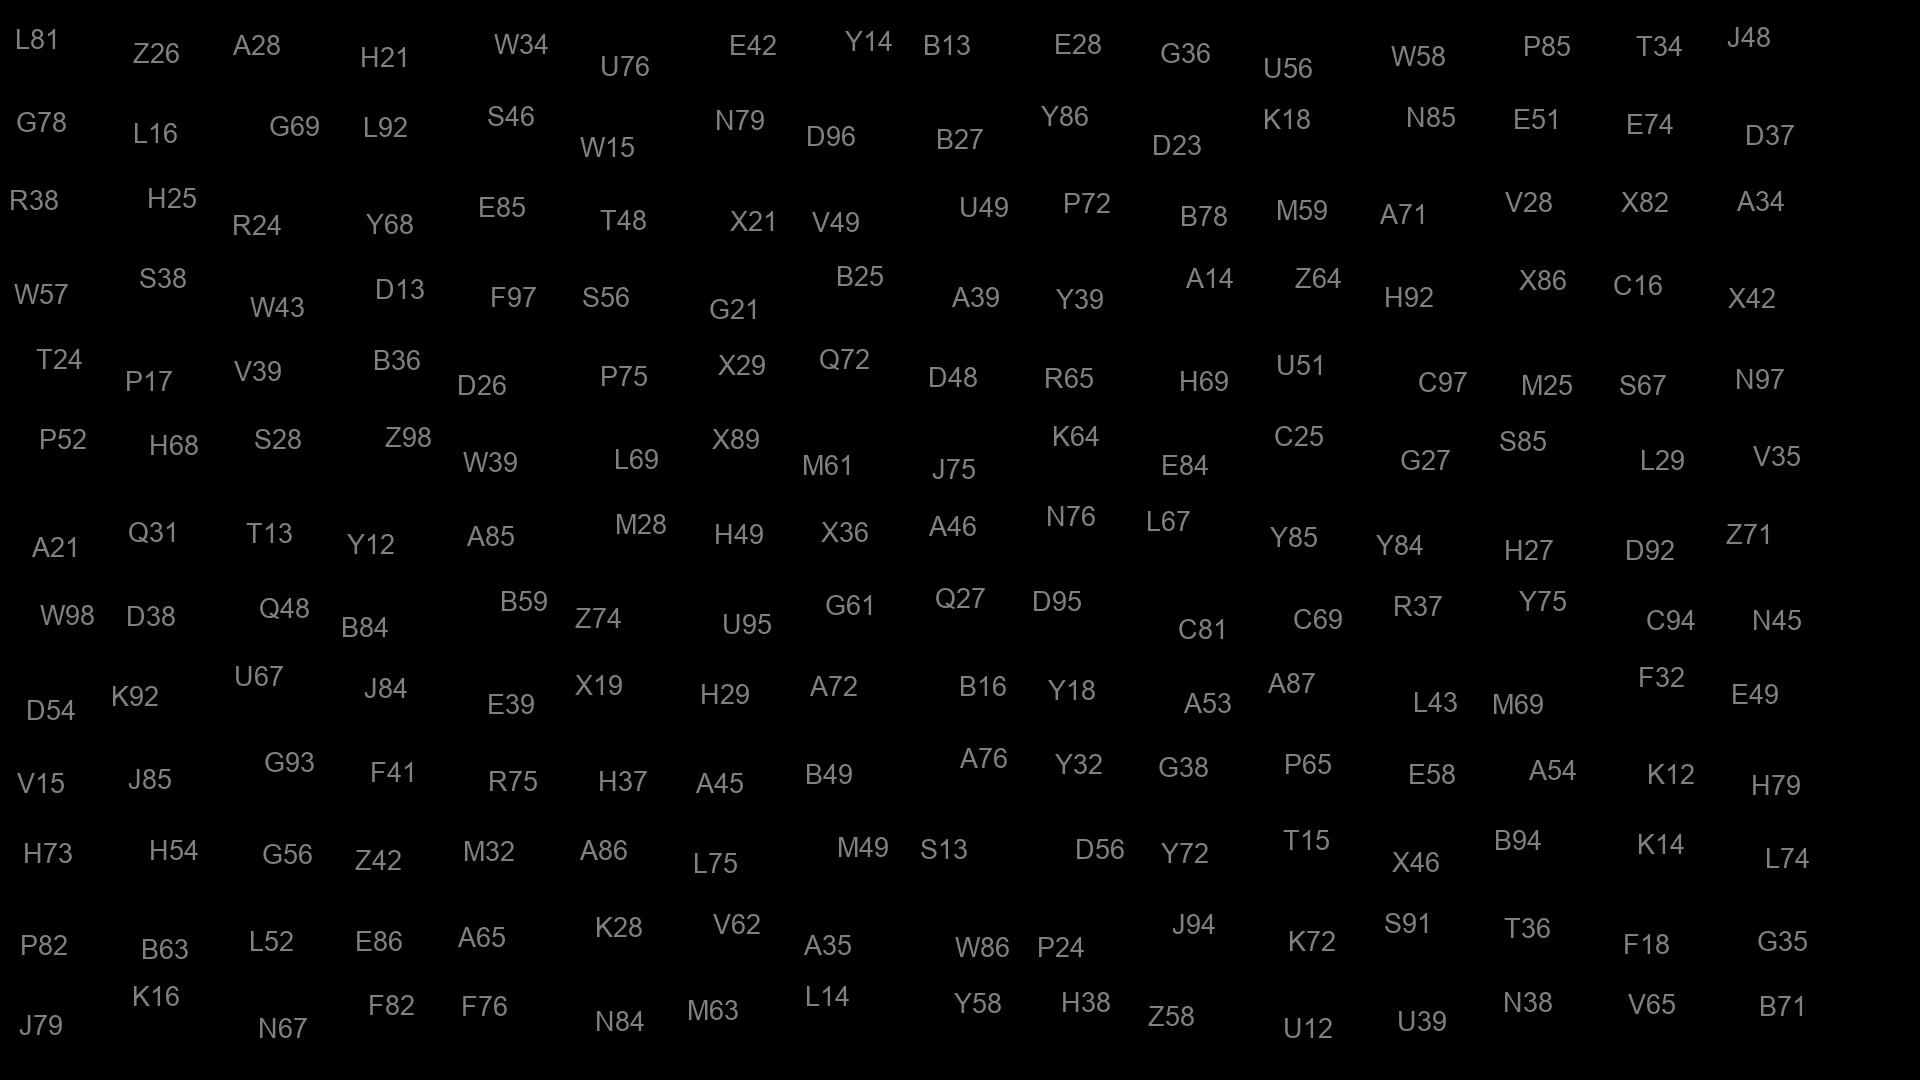 L81 Z26 A28 H21 W34 U76 E42 Y14 B13 E28 G36 U56 W58 P85 T34 J48
G78 L16 G69 L92 S46 W15 N79 D96 B27 Y86 D23 K18 N85 E51 E74 D37
R38 H25 R24 Y68 E85 T48 X21 V49 U49 P72 B78 M59 A71 V28 X82 A34
W57 S38 W43 D13 F97 S56 G21 B25 A39 Y39 A14 Z64 H92 X86 C16 X42
T24 P17 V39 B36 D26 P75 X29 Q72 D48 R65 H69 U51 C97 M25 S67 N97
P52 H68 S28 Z98 W39 L69 X89 M61 J75 K64 E84 C25 G27 S85 L29 V35
A21 Q31 T13 Y12 A85 M28 H49 X36 A46 N76 L67 Y85 Y84 H27 D92 Z71
W98 D38 Q48 B84 B59 Z74 U95 G61 Q27 D95 C81 C69 R37 Y75 C94 N45
D54 K92 U67 J84 E39 X19 H29 A72 B16 Y18 A53 A87 L43 M69 F32 E49
V15 J85 G93 F41 R75 H37 A45 B49 A76 Y32 G38 P65 E58 A54 K12 H79
H73 H54 G56 Z42 M32 A86 L75 M49 S13 D56 Y72 T15 X46 B94 K14 L74
P82 B63 L52 E86 A65 K28 V62 A35 W86 P24 J94 K72 S91 T36 F18 G35
J79 K16 N67 F82 F76 N84 M63 L14 Y58 H38 Z58 U12 U39 N38 V65 B71